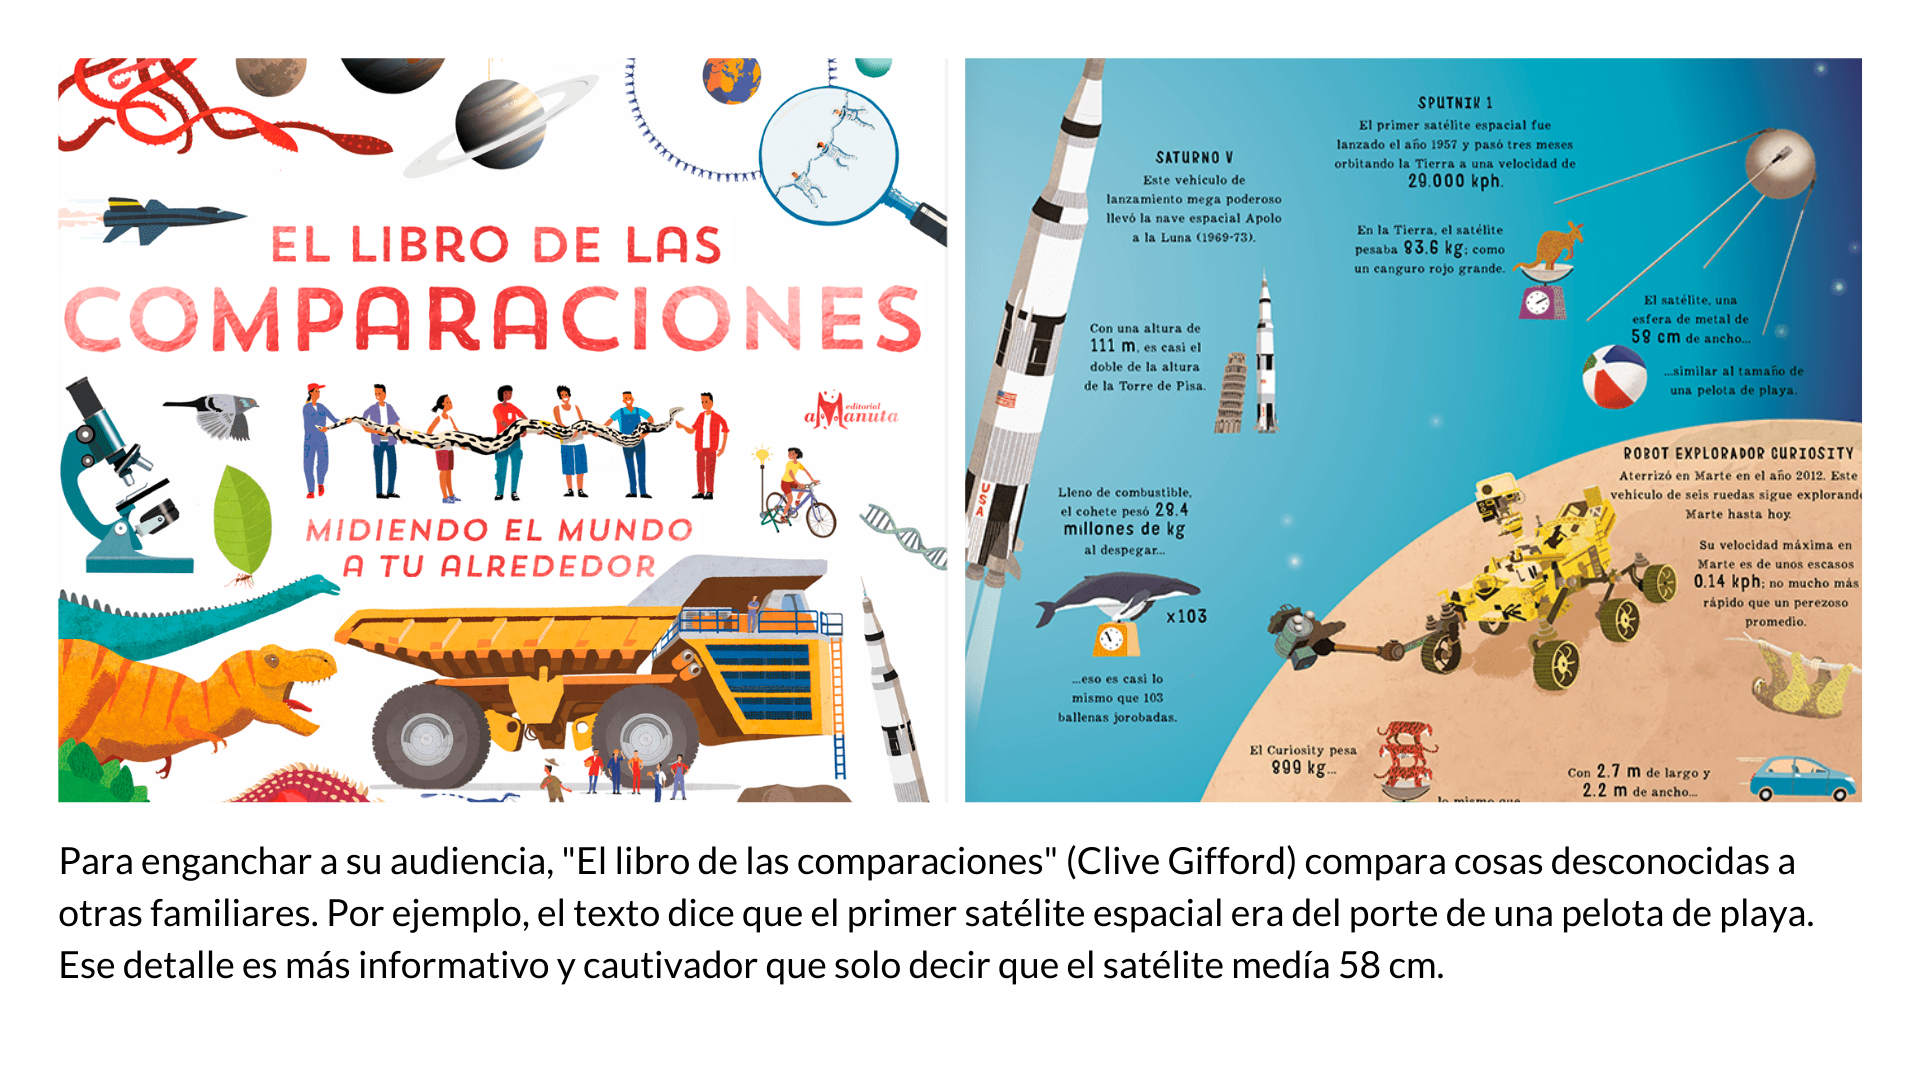 EL LIBRO DE LAS
COMPARACIONES
editorial
aManuta
MIDIENDO EL MUNDO
A TU ALREDEDOR
SATURNO V
Este vehículo de
lanzamiento mega poderoso
llevó la nave espacial Apolo
a la Luna (1969-73).
Con una altura de
111 m, es casi el
doble de la altura
de la Torre de Pisa.
USA
Lleno de combustible,
el cohete pesó 28.4
millones de kg
al despegar...
x103
...eso es casi lo
mismo que 103
ballenas jorobadas.
SPUTNIK 1
El primer satélite espacial fue
lanzado el año 1957 y pasó tres meses
orbitando la Tierra a una velocidad de
29.000 kph.
En la Tierra, el satélite
pesaba 83.6 kg; como
un canguro rojo grande.
El satélite, una
esfera de metal de
58 cm de ancho...
...similar al tamaño de
una pelota de playa.
ROBOT EXPLORADOR CURIOSITY
Aterrizó en Marte en el año 2012. Este
vehículo de seis ruedas sigue explorand
Marte hasta hoy.
Su velocidad máxima en
Marte es de unos escasos
0.14 kph; no mucho más
rápido que un perezoso
promedio.
El Curiosity pesa
899 kg...
lo mismo que
Con 2.7 m de largo y
2.2 m de ancho...
Para enganchar a su audiencia, "El libro de las comparaciones" (Clive Gifford) compara cosas desconocidas a
otras familiares. Por ejemplo, el texto dice que el primer satélite espacial era del porte de una pelota de playa.
Ese detalle es más informativo y cautivador que solo decir que el satélite medía 58 cm.